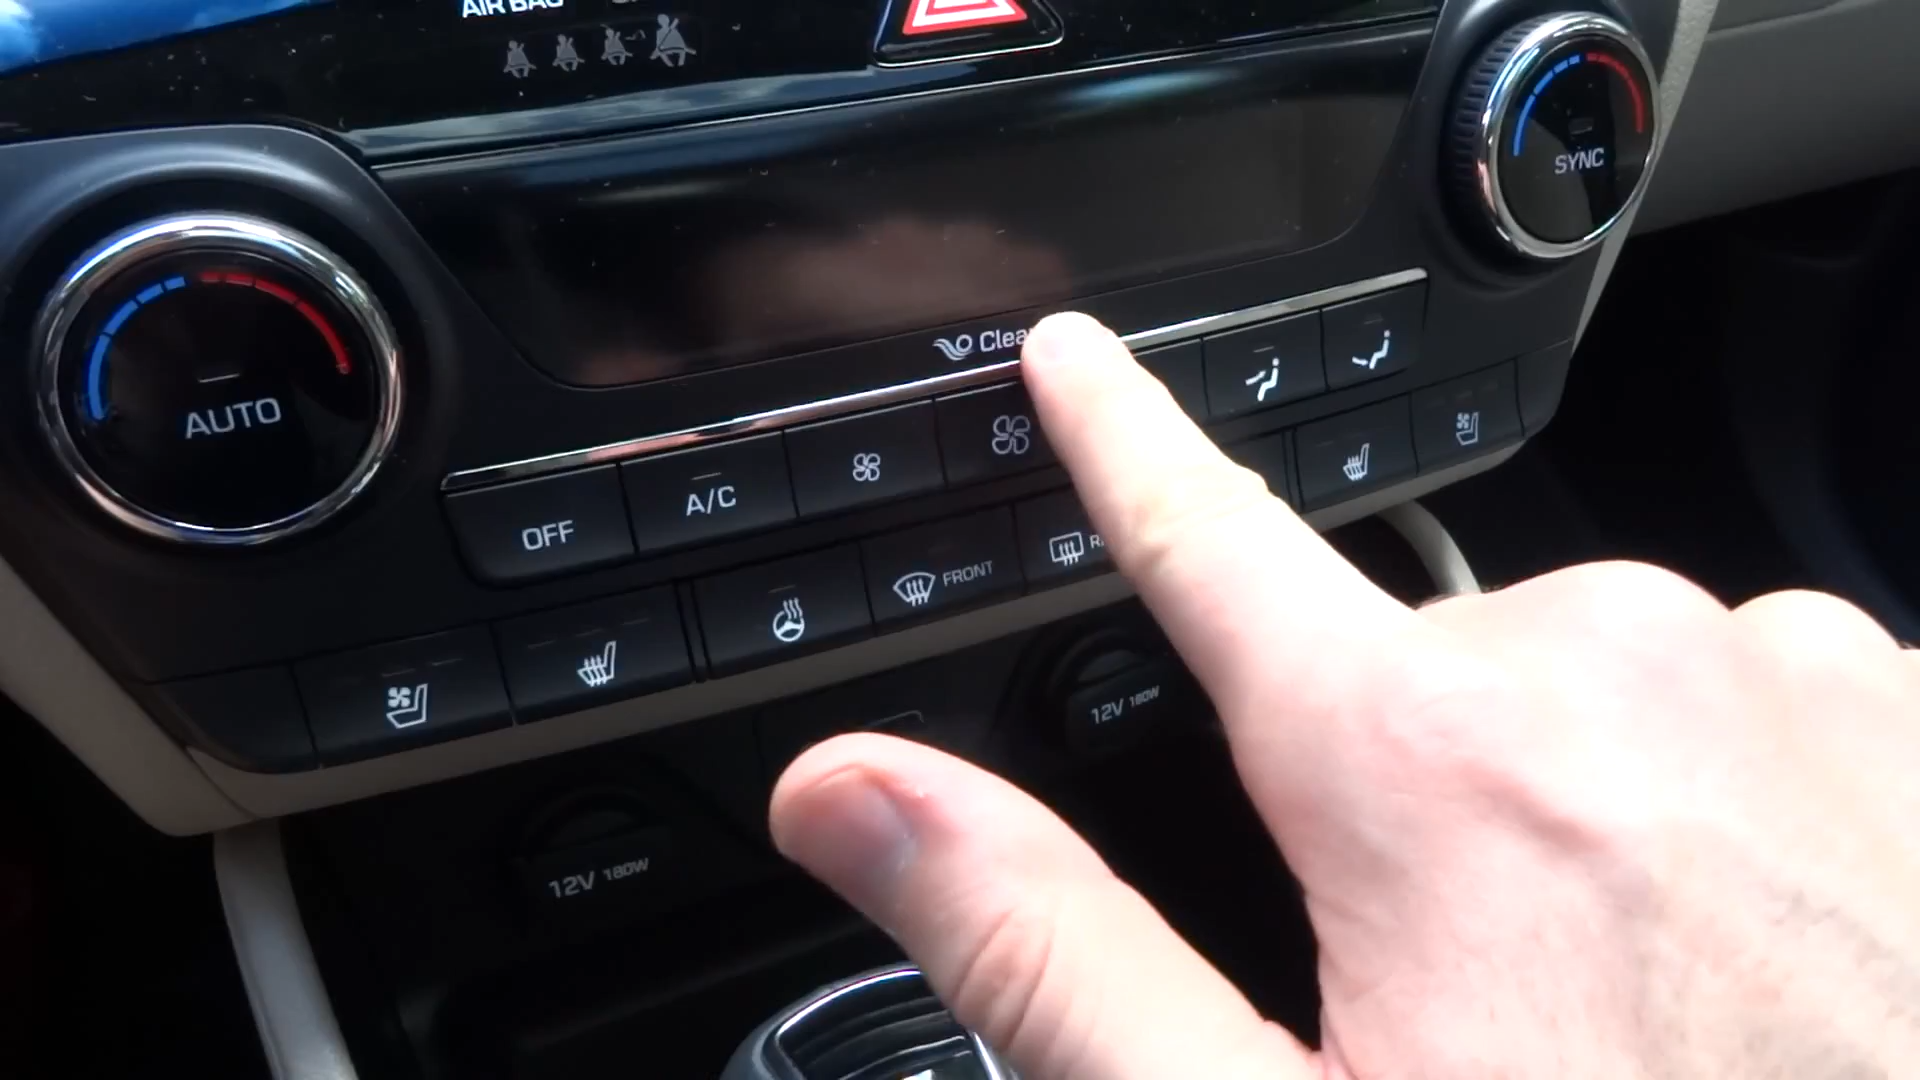 AIR BAG
SYNC
AUTO
Clea
OFF
A/C
FRONT
R
12V 180W
12V 180W